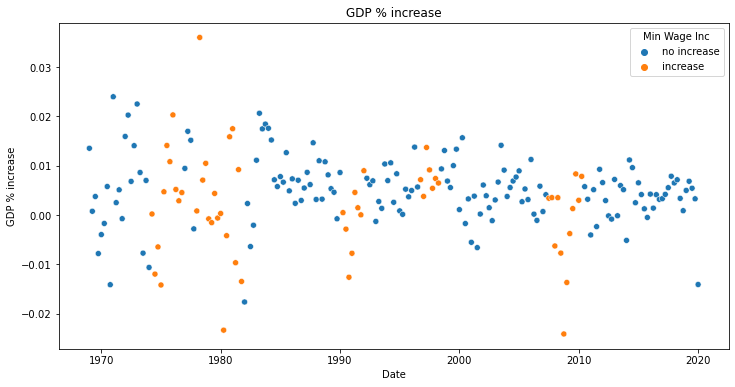 GDP % increase
Min Wage Inc
no increase
increase
GDP % increase
0.03
0.02
0.01
0.00
−0.01
−0.02
1970
1980
1990
2000
2010
2020
Date